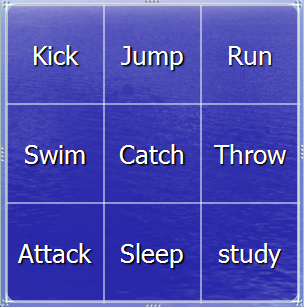 Kick Jump Run
Swim Catch Throw
Attack Sleep study